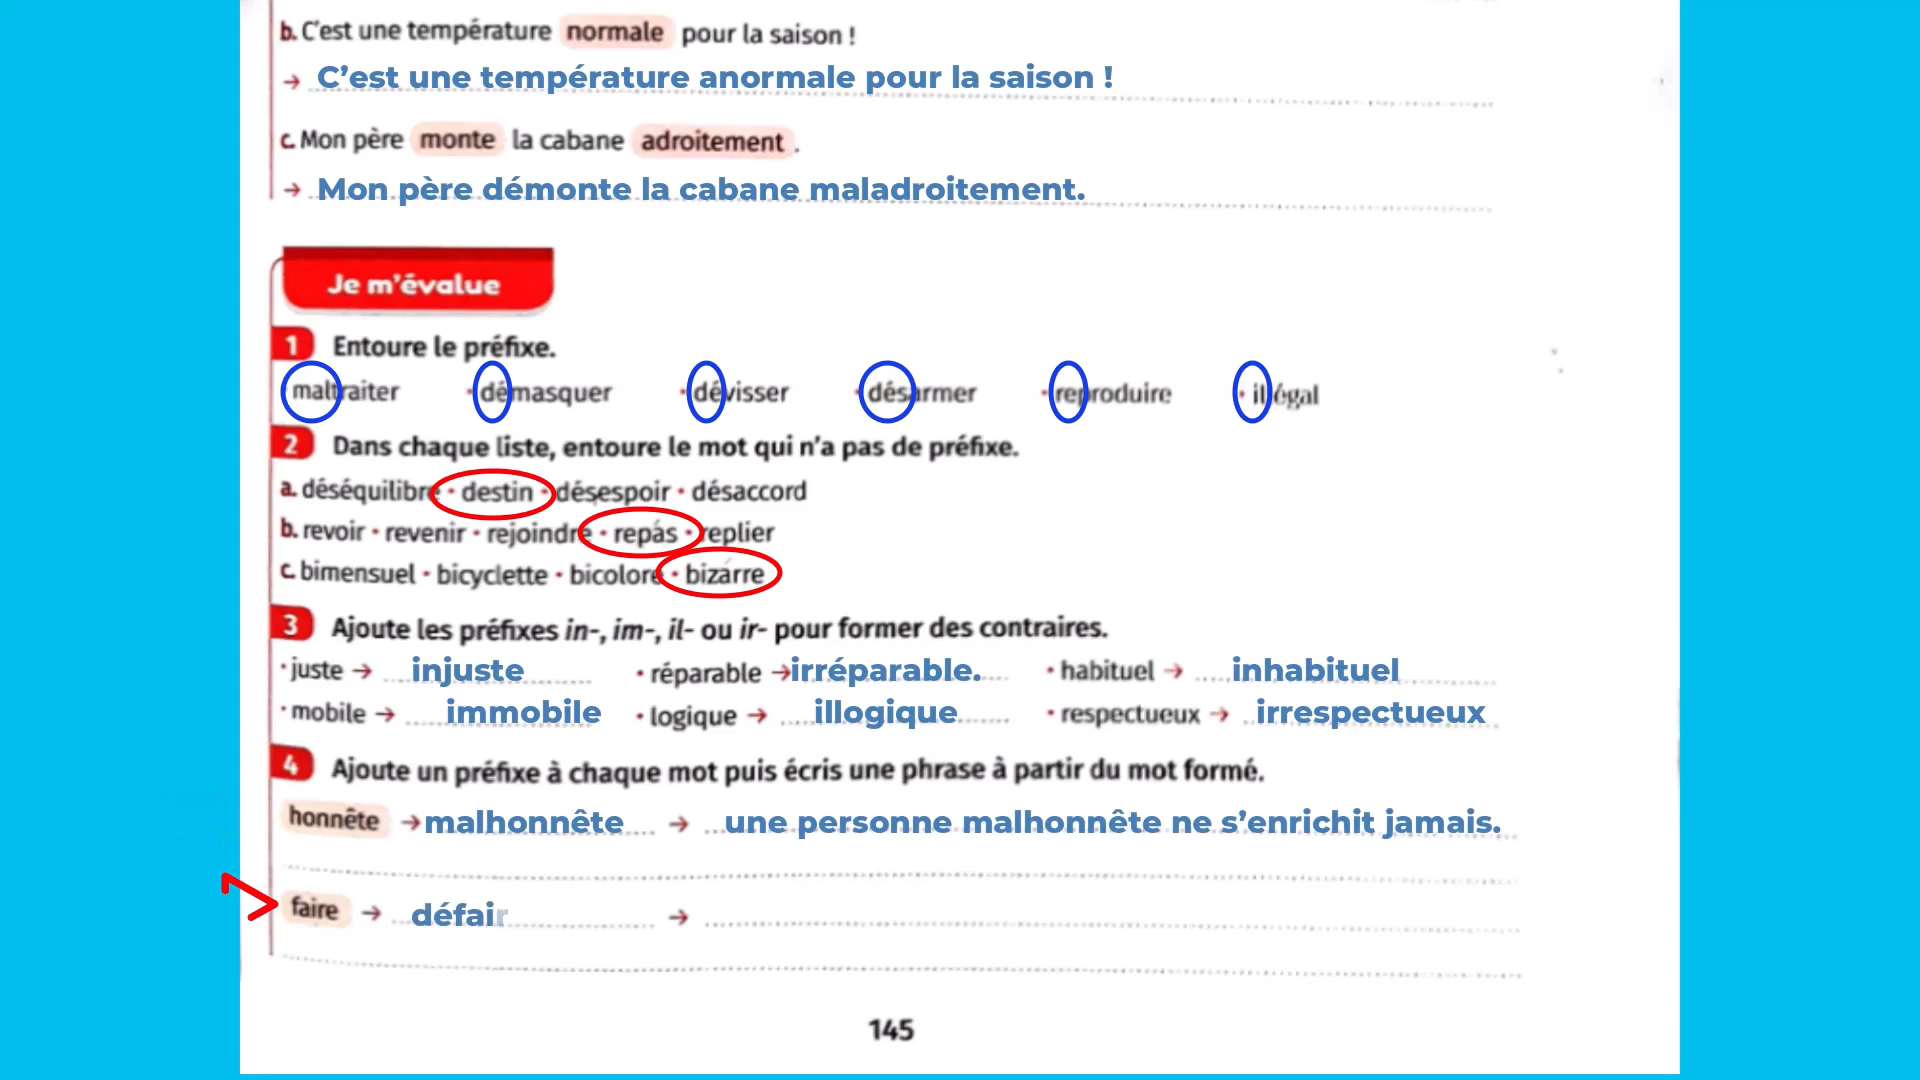 b. C'est une température normale pour la saison !
→ C'est une température anormale pour la saison !
c. Mon père monte la cabane adroitement .
→ Mon père démonte la cabane maladroitement.
Je m'évalue
1 Entoure le préfixe.
• maltraiter • démasquer • dévisser • désarmer • reproduire • illégal
2 Dans chaque liste, entoure le mot qui n'a pas de préfixe.
a. déséquilibre • destin • désespoir • désaccord
b. revoir • revenir • rejoindre • repas • replier
c. bimensuel • bicyclette • bicolore • bizarre
3 Ajoute les préfixes in-, im-, il- ou ir- pour former des contraires.
• juste → injuste • réparable → irréparable. • habituel → inhabituel
• mobile → immobile • logique → illogique • respectueux → irrespectueux
4 Ajoute un préfixe à chaque mot puis écris une phrase à partir du mot formé.
honnête → malhonnête → une personne malhonnête ne s'enrichit jamais.
faire → défair →
145